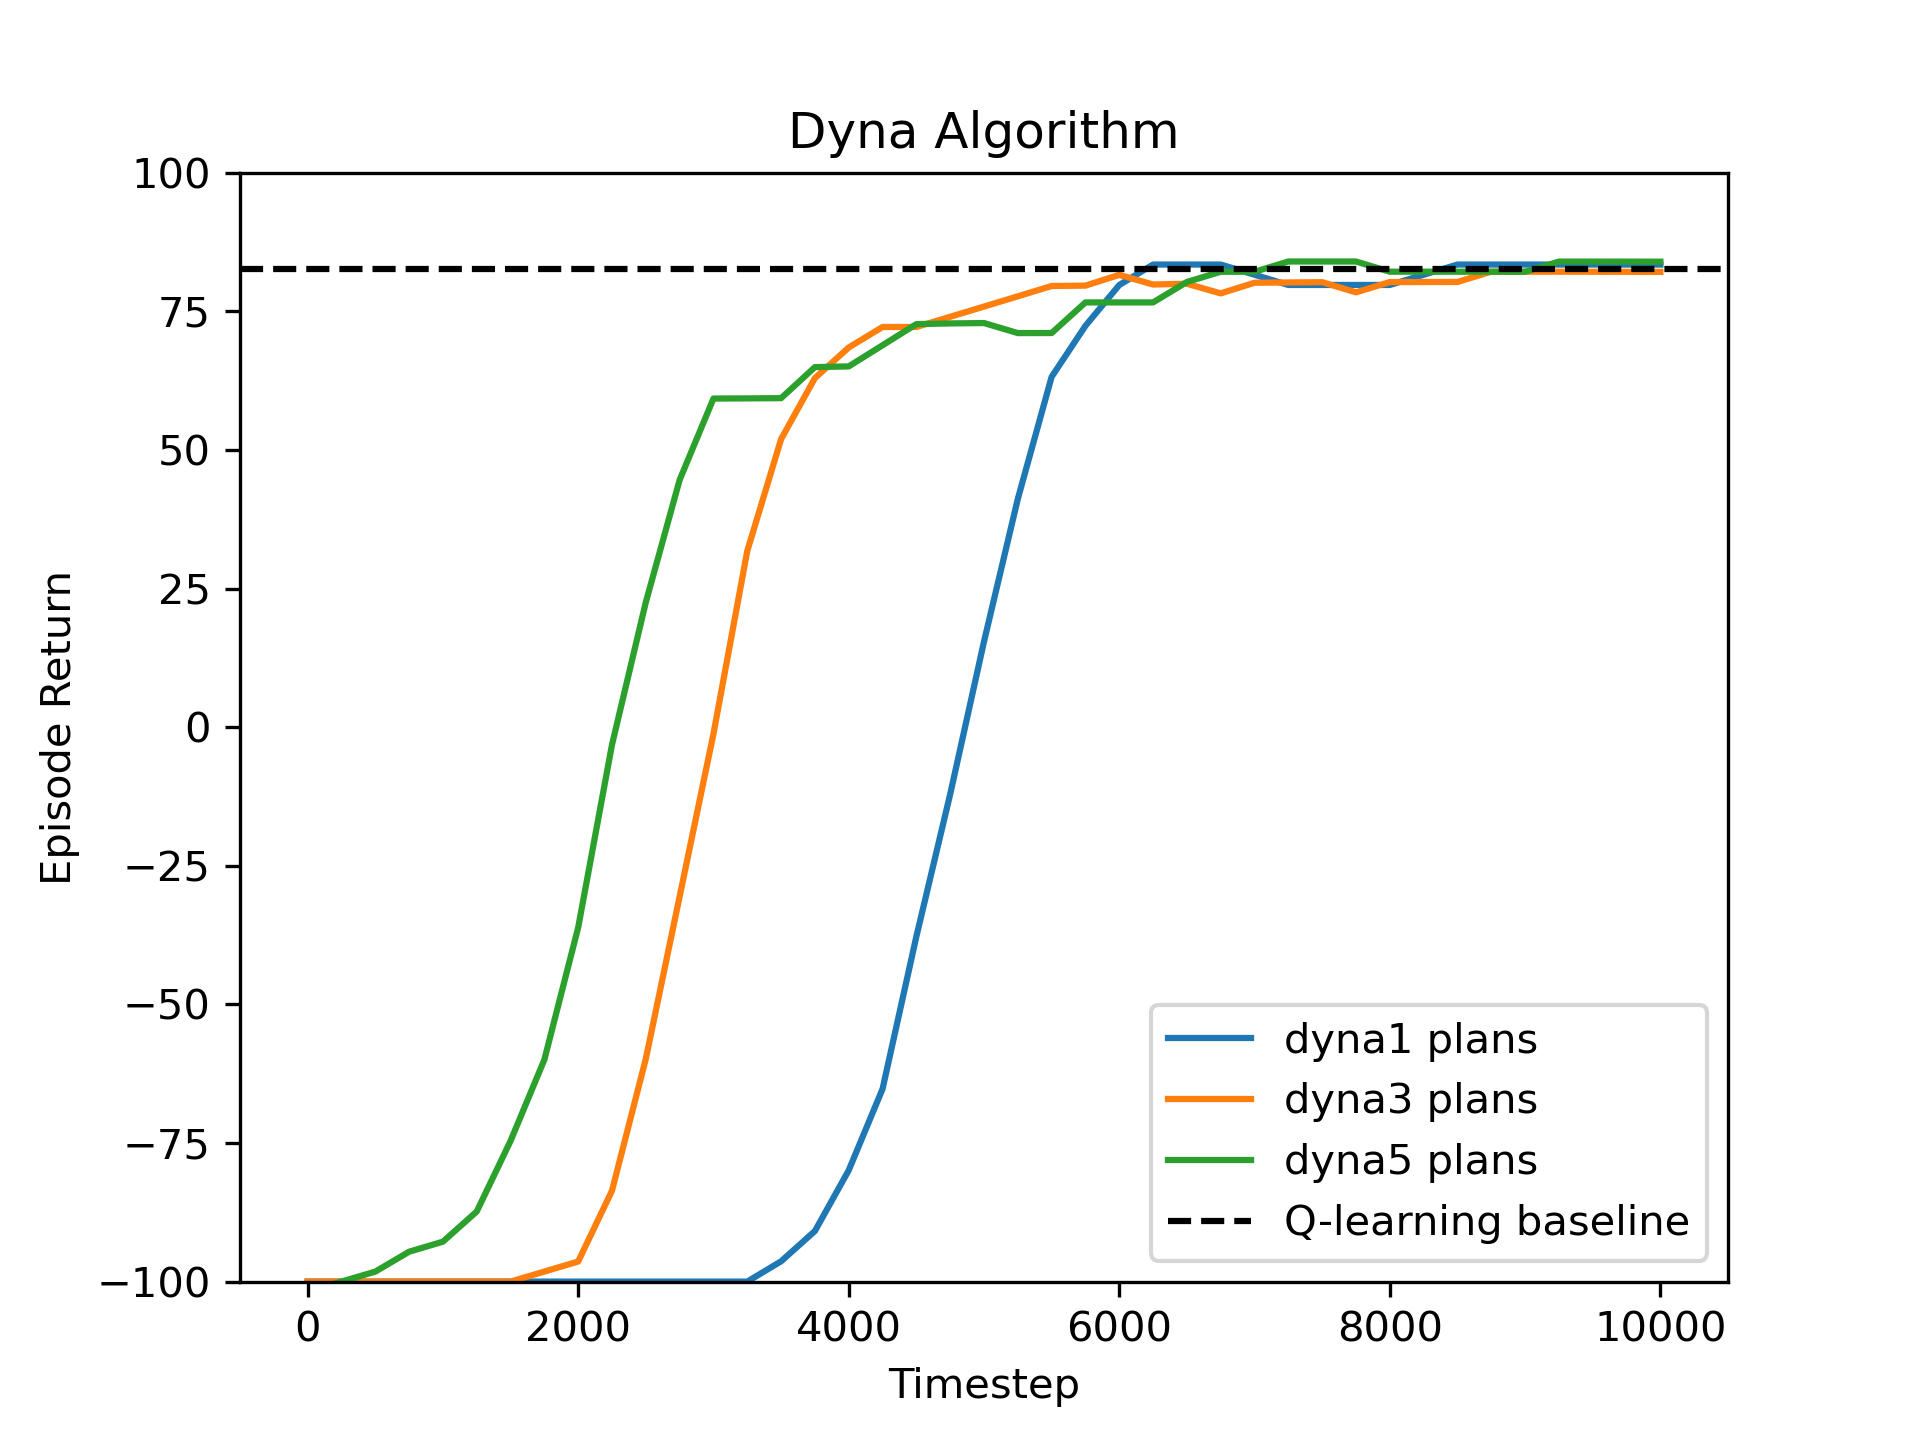 Dyna Algorithm
Episode Return
100
75
50
25
0
−25
−50
−75
−100
0 2000 4000 6000 8000 10000
Timestep
dyna1 plans
dyna3 plans
dyna5 plans
Q-learning baseline